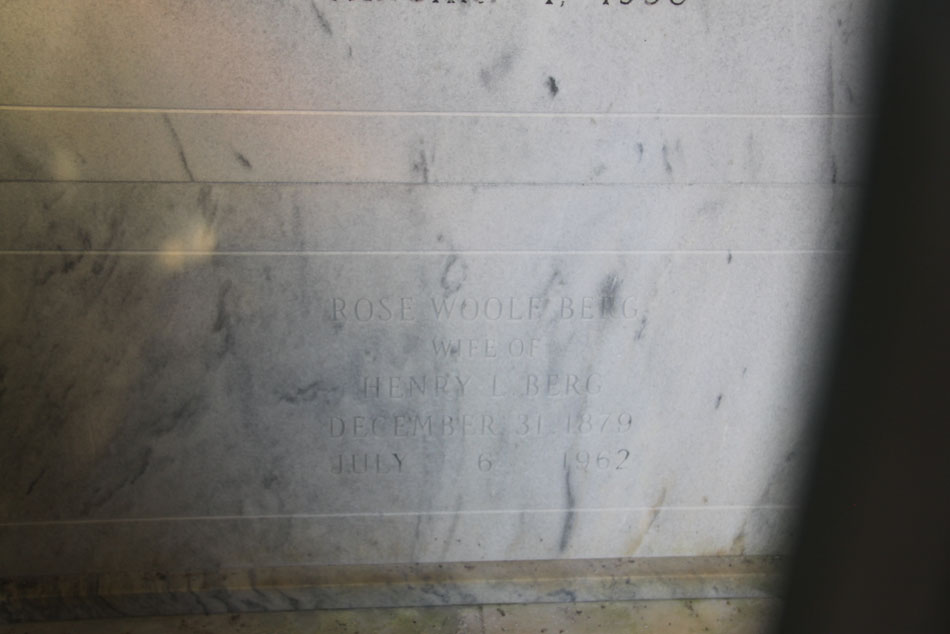 ROSE WOOLF BERG
WIFE OF
HENRY L. BERG
DECEMBER 31, 1879
JULY 6 1962